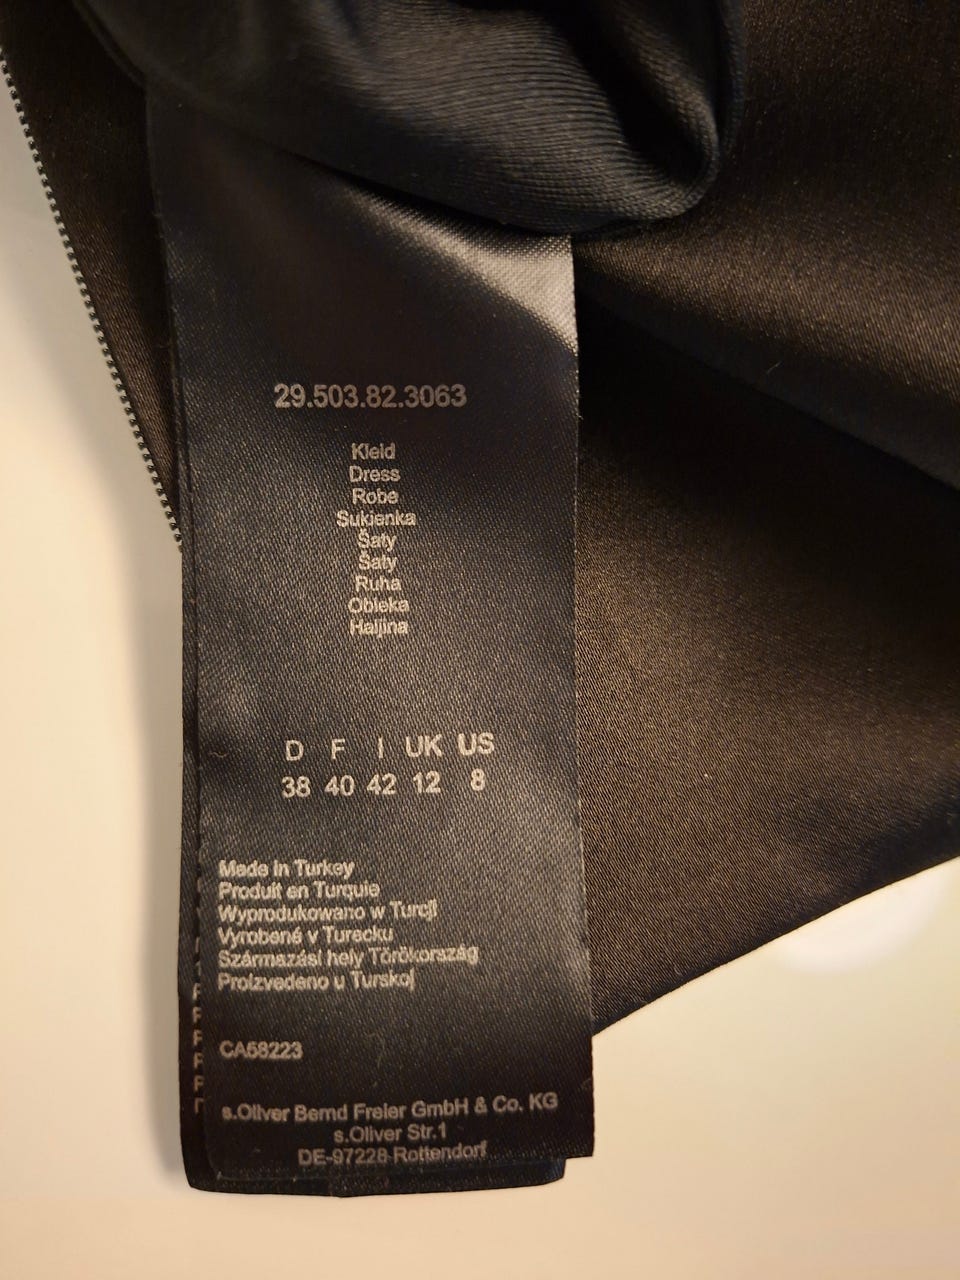 29.503.82.3063
Kleid
Dress
Robe
Sukienka
Šaty
Šaty
Ruha
Obleka
Haljina
D F I UK US
38 40 42 12 8
Made in Turkey
Produit en Turquie
Wyprodukowano w Turcji
Vyrobené v Turecku
Származási hely Törökország
Proizvedeno u Turskoj
CA58223
s.Oliver Bernd Freier GmbH & Co. KG
s.Oliver Str.1
DE-97228 Rottendorf